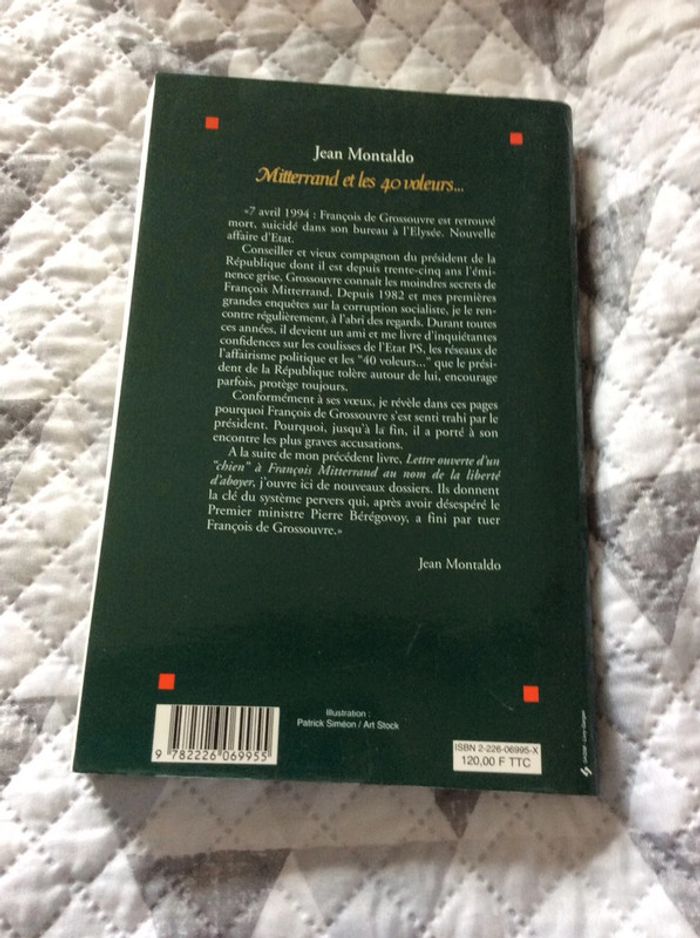 Jean Montaldo
Mitterrand et les 40 voleurs...
«7 avril 1994 : François de Grossouvre est retrouvé
mort, suicidé dans son bureau à l'Elysée. Nouvelle
affaire d'Etat.
Conseiller et vieux compagnon du président de la
République dont il est depuis trente-cinq ans l'émi-
nence grise, Grossouvre connaît les moindres secrets de
François Mitterrand. Depuis 1982 et mes premières
grandes enquêtes sur la corruption socialiste, je le ren-
contre régulièrement, à l'abri des regards. Durant toutes
ces années, il devient un ami et me livre d'inquiétantes
confidences sur les coulisses de l'Etat PS, les réseaux de
l'affairisme politique et les "40 voleurs..." que le prési-
dent de la République tolère autour de lui, encourage
parfois, protège toujours.
Conformément à ses vœux, je révèle dans ces pages
pourquoi François de Grossouvre s'est senti trahi par le
président. Pourquoi, jusqu'à la fin, il a porté à son
encontre les plus graves accusations.
A la suite de mon précédent livre, Lettre ouverte d'un
"chien" à François Mitterrand au nom de la liberté
d'aboyer, j'ouvre ici de nouveaux dossiers. Ils donnent
la clé du système pervers qui, après avoir désespéré le
Premier ministre Pierre Bérégovoy, a fini par tuer
François de Grossouvre.»
Jean Montaldo
Illustration :
Patrick Siméon / Art Stock
9 782226 069955
ISBN 2-226-06995-X
120,00 F TTC